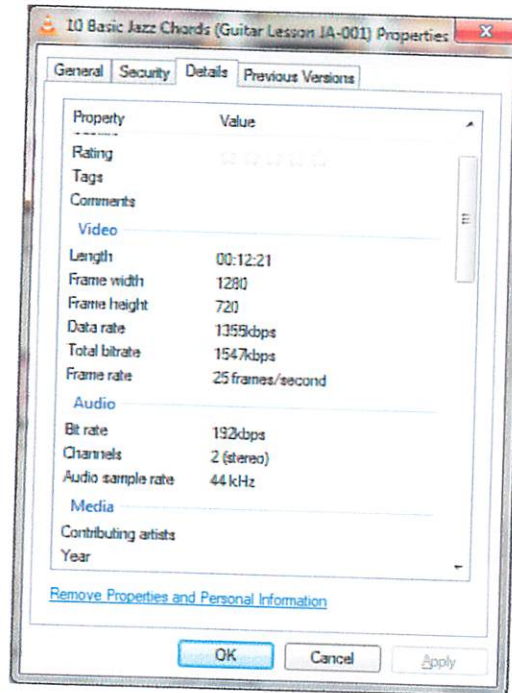 10 Basic Jazz Chords (Guitar Lesson JA-001) Properties
General Security Details Previous Versions
Property Value
Rating
Tags
Comments
Video
Length 00:12:21
Frame width 1280
Frame height 720
Data rate 1355kbps
Total bitrate 1547kbps
Frame rate 25 frames/second
Audio
Bit rate 192kbps
Channels 2 (stereo)
Audio sample rate 44 kHz
Media
Contributing artists
Year
Remove Properties and Personal Information
OK Cancel Apply